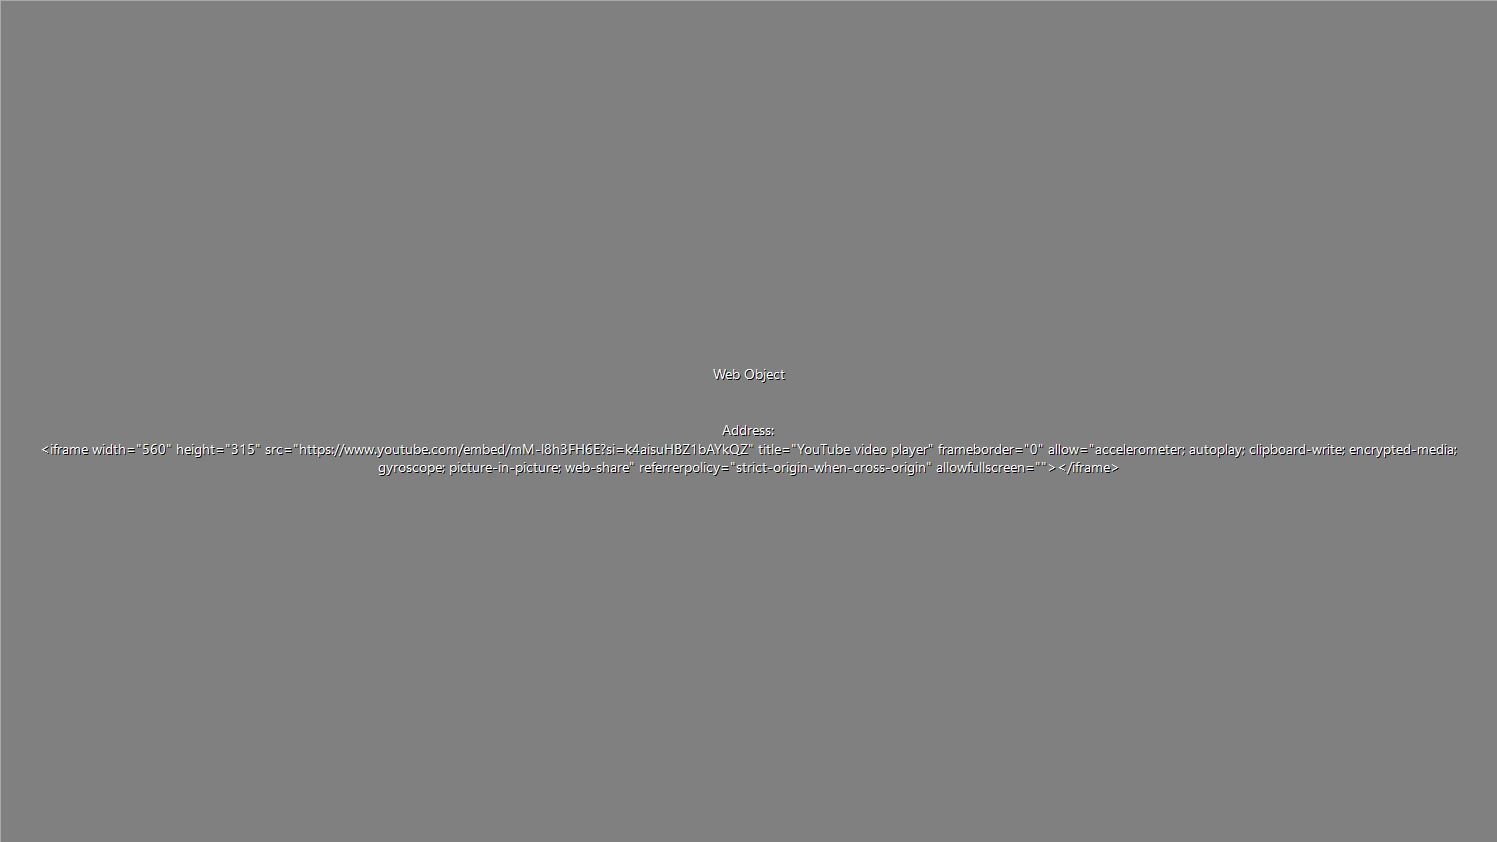 Web Object
Address:
<iframe width="560" height="315" src="https://www.youtube.com/embed/mM-l8h3FH6E?si=k4aisuHBZ1bAYkQZ" title="YouTube video player" frameborder="0" allow="accelerometer; autoplay; clipboard-write; encrypted-media;
gyroscope; picture-in-picture; web-share" referrerpolicy="strict-origin-when-cross-origin" allowfullscreen=""></iframe>